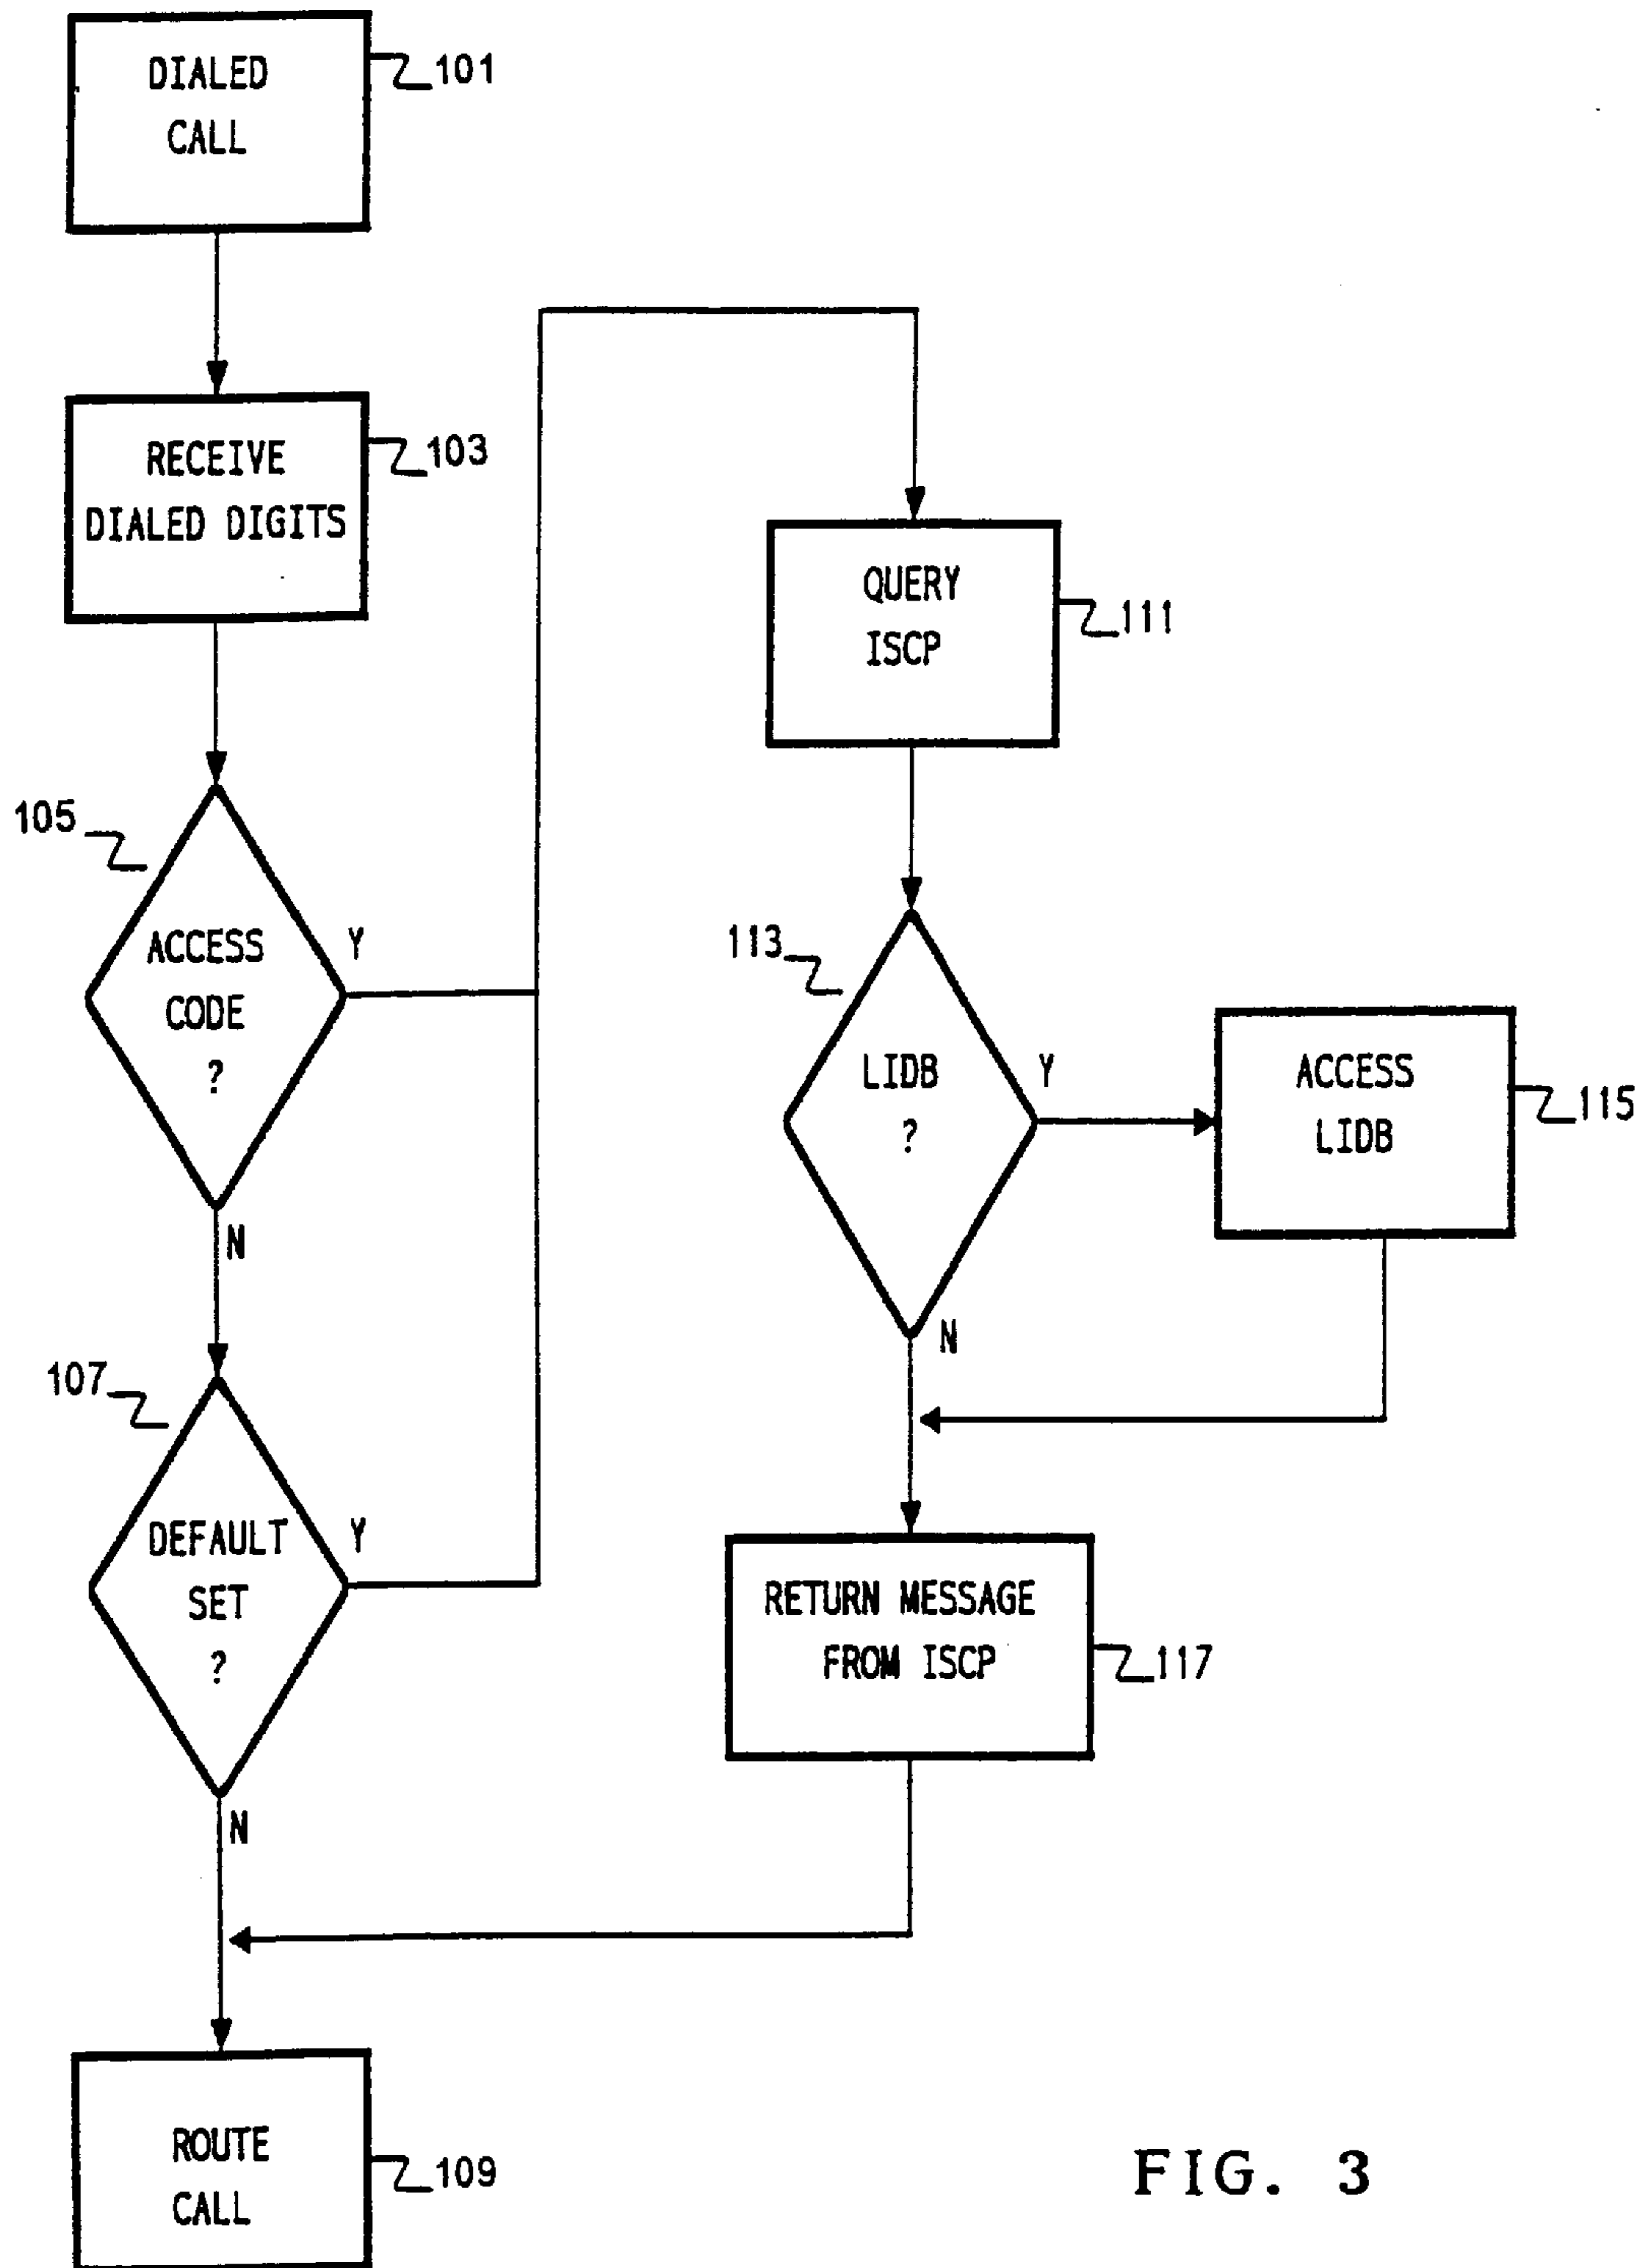 DIALED
CALL
101
RECEIVE
DIALED DIGITS
103
105
ACCESS
CODE
?
Y
N
107
DEFAULT
SET
?
Y
N
ROUTE
CALL
109
QUERY
ISCP
111
113
LIDB
?
Y
N
ACCESS
LIDB
115
RETURN MESSAGE
FROM ISCP
117
FIG. 3